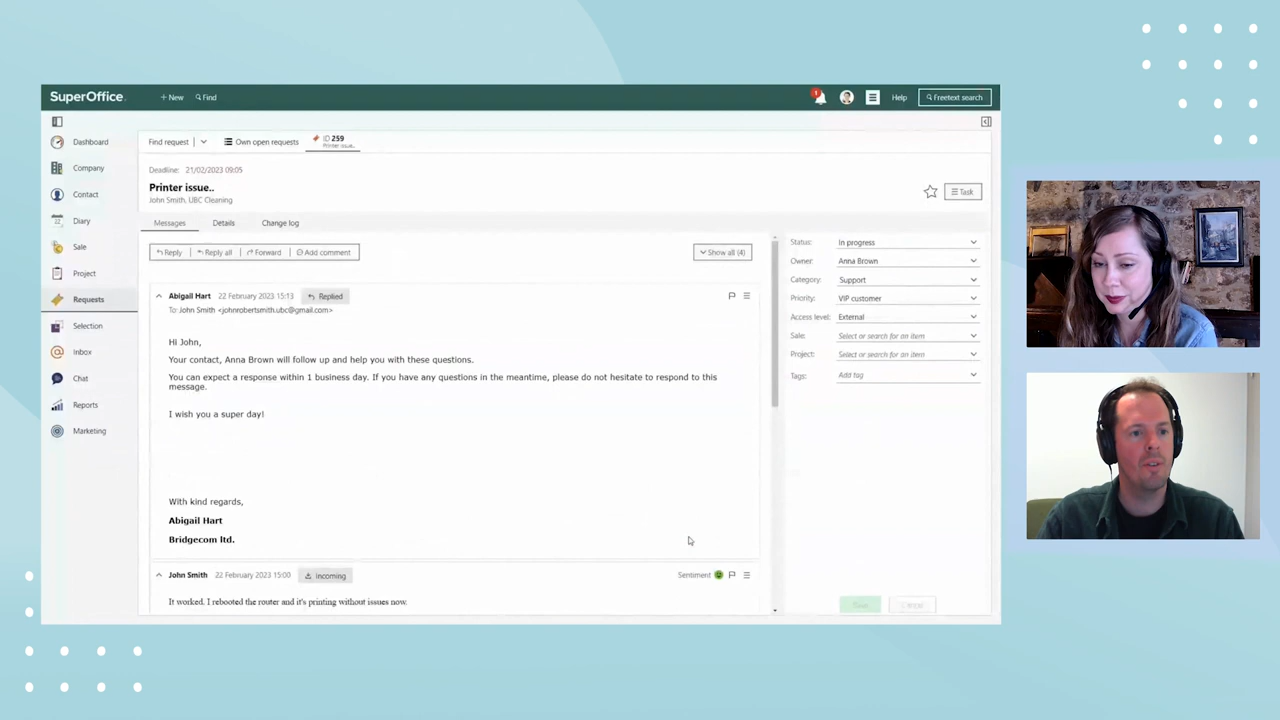 SuperOffice
+ New
Find
1
Help
Freetext search
Dashboard
Company
Contact
Diary
Sale
Project
Requests
Selection
Inbox
Chat
Reports
Marketing
Find request
Own open requests
ID 259
Printer issue..
Deadline: 21/02/2023 09:05
Printer issue..
John Smith, UBC Cleaning
Task
Messages
Details
Change log
Reply
Reply all
Forward
Add comment
Show all (4)
Abigail Hart 22 February 2023 15:13 Replied
To: John Smith <johnrobertsmith.ubc@gmail.com>
Hi John,
Your contact, Anna Brown will follow up and help you with these questions.
You can expect a response within 1 business day. If you have any questions in the meantime, please do not hesitate to respond to this
message.
I wish you a super day!
With kind regards,
Abigail Hart
Bridgecom ltd.
John Smith 22 February 2023 15:00 Incoming
Sentiment
It worked. I rebooted the router and it's printing without issues now.
Status: In progress
Owner: Anna Brown
Category: Support
Priority: VIP customer
Access level: External
Sale: Select or search for an item
Project: Select or search for an item
Tags: Add tag
Save
Cancel